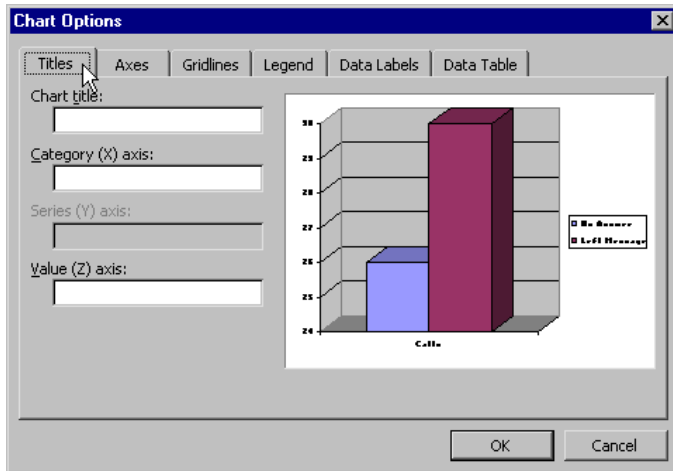 Chart Options
Titles Axes Gridlines Legend Data Labels Data Table
Chart title:
Category (X) axis:
Series (Y) axis:
Value (Z) axis:
30
29
28
27
26
25
24
Calls
No Answer
Left Message
OK Cancel